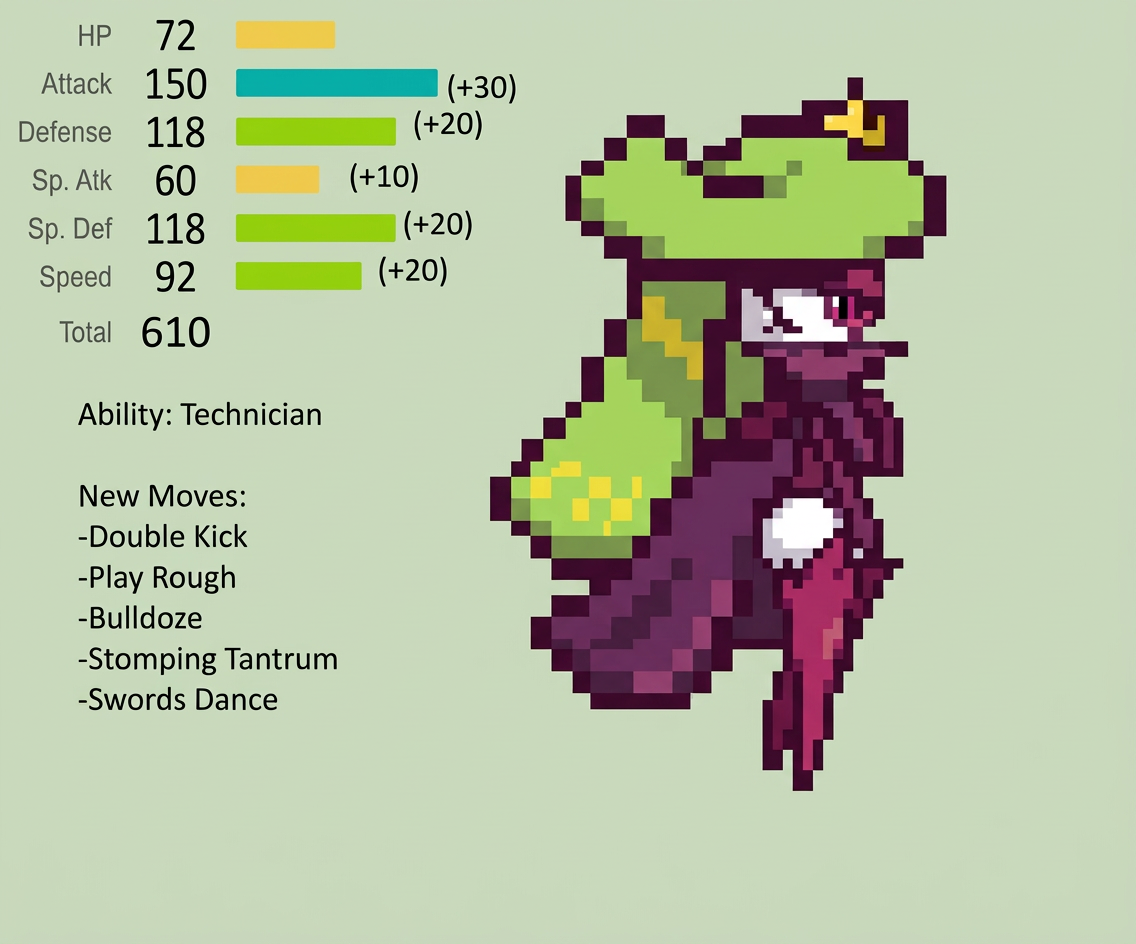 HP 72
Attack 150 (+30)
Defense 118 (+20)
Sp. Atk 60 (+10)
Sp. Def 118 (+20)
Speed 92 (+20)
Total 610
Ability: Technician
New Moves:
-Double Kick
-Play Rough
-Bulldoze
-Stomping Tantrum
-Swords Dance